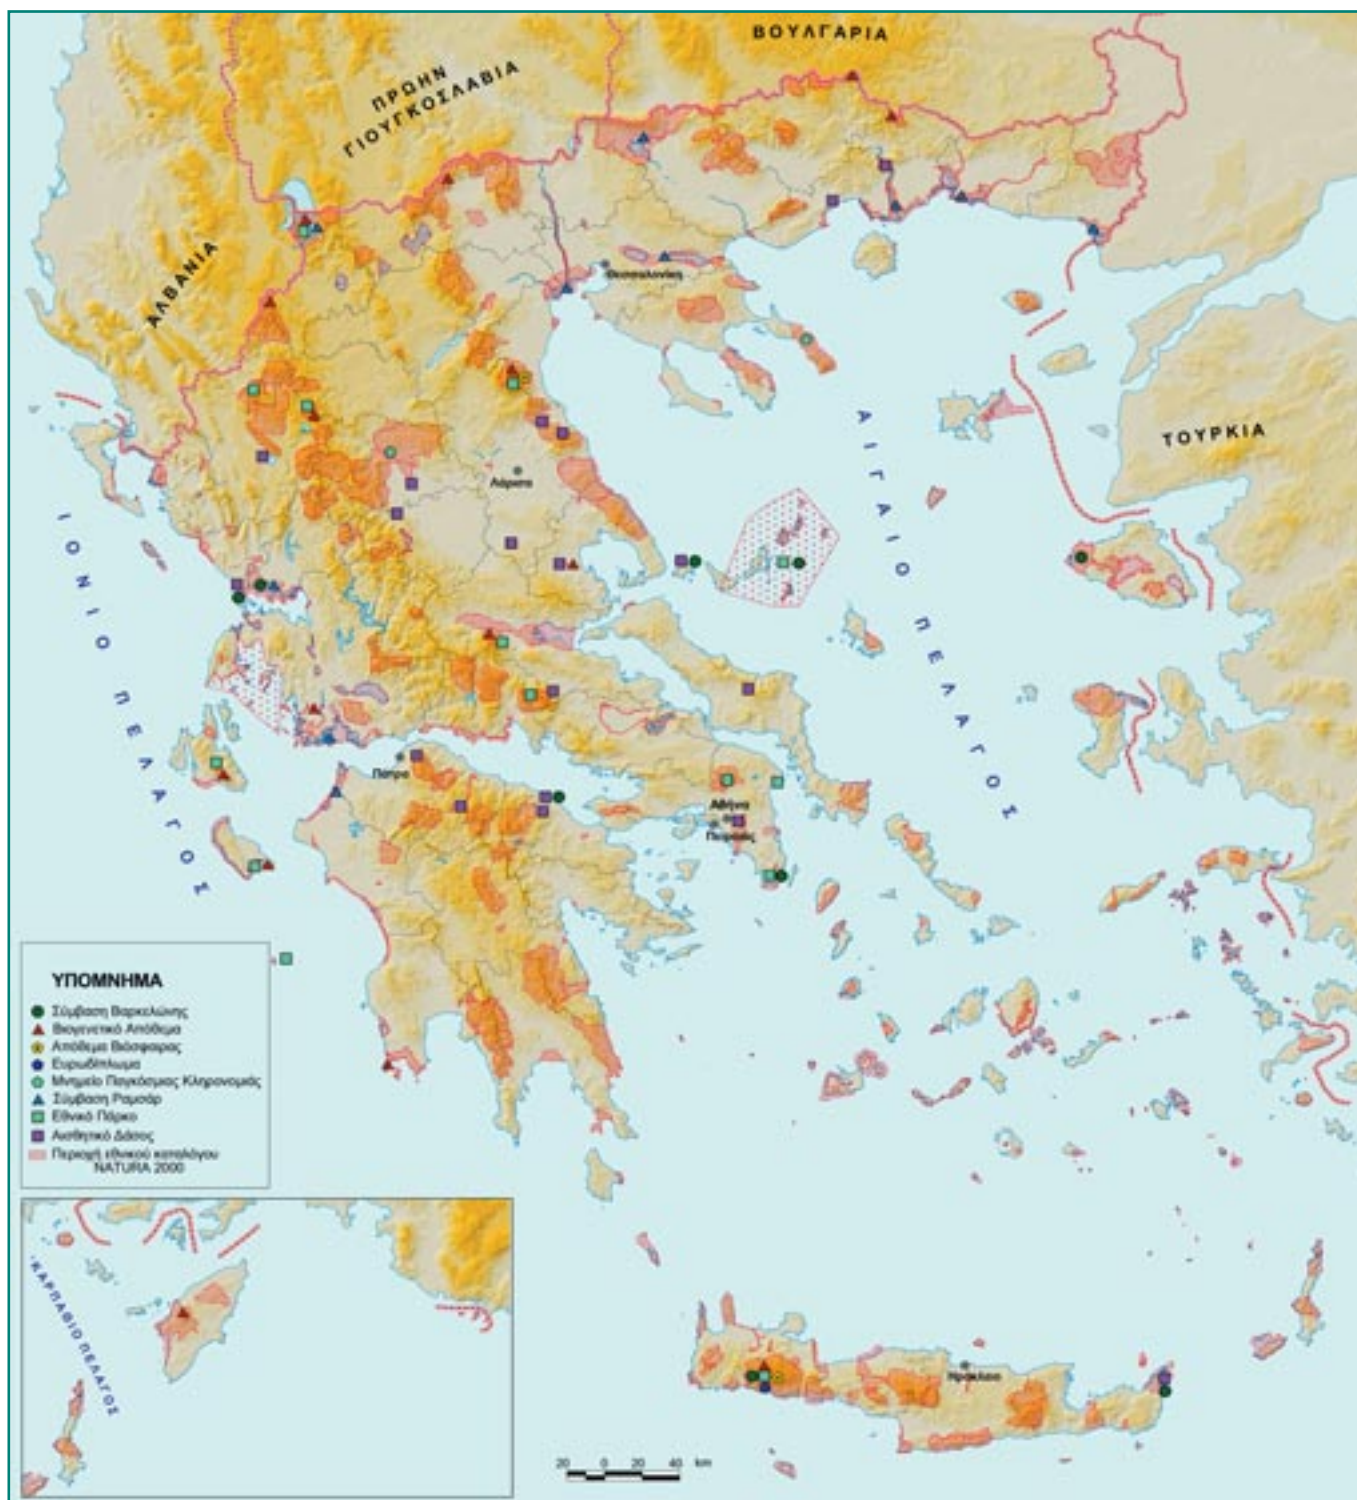 ΒΟΥΛΓΑΡΙΑ
ΠΡΩΗΝ
ΓΙΟΥΓΚΟΣΛΑΒΙΑ
ΑΛΒΑΝΙΑ
Θεσσαλονίκη
ΤΟΥΡΚΙΑ
Λάρισα
ΑΙΓΑΙΟ ΠΕΛΑΓΟΣ
ΙΟΝΙΟ ΠΕΛΑΓΟΣ
Πάτρα
Αθήνα
Πειραιάς
ΥΠΟΜΝΗΜΑ
Σύμβαση Βαρκελώνης
Βιογενετικό Απόθεμα
Απόθεμα Βιόσφαιρας
Ευρωδίπλωμα
Μνημείο Παγκόσμιας Κληρονομιάς
Σύμβαση Ραμσάρ
Εθνικό Πάρκο
Αισθητικό Δάσος
Περιοχή εθνικού καταλόγου
NATURA 2000
ΚΑΡΠΑΘΙΟ ΠΕΛΑΓΟΣ
Ηράκλειο
20 0 20 40 km